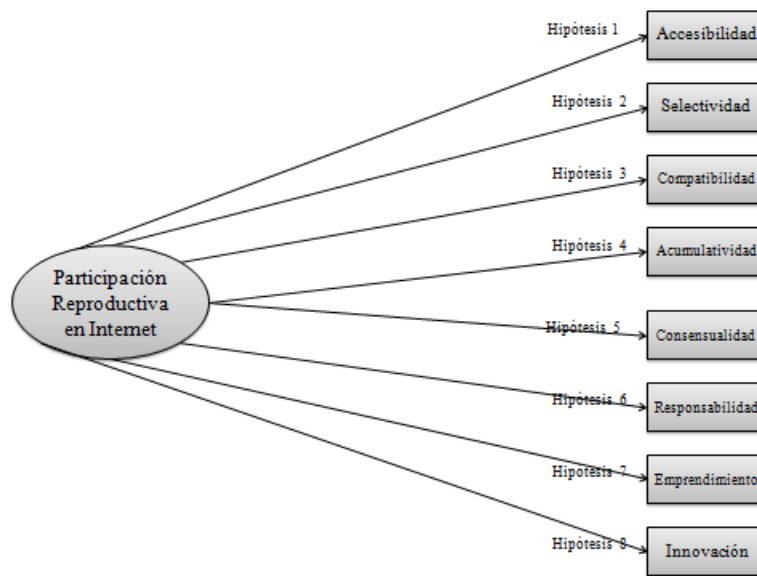 Hipótesis 1
Accesibilidad
Hipótesis 2
Selectividad
Hipótesis 3
Compatibilidad
Hipótesis 4
Acumulatividad
Participación
Reproductiva
en Internet
Hipótesis 5
Consensualidad
Hipótesis 6
Responsabilidad
Hipótesis 7
Emprendimiento
Hipótesis 8
Innovación